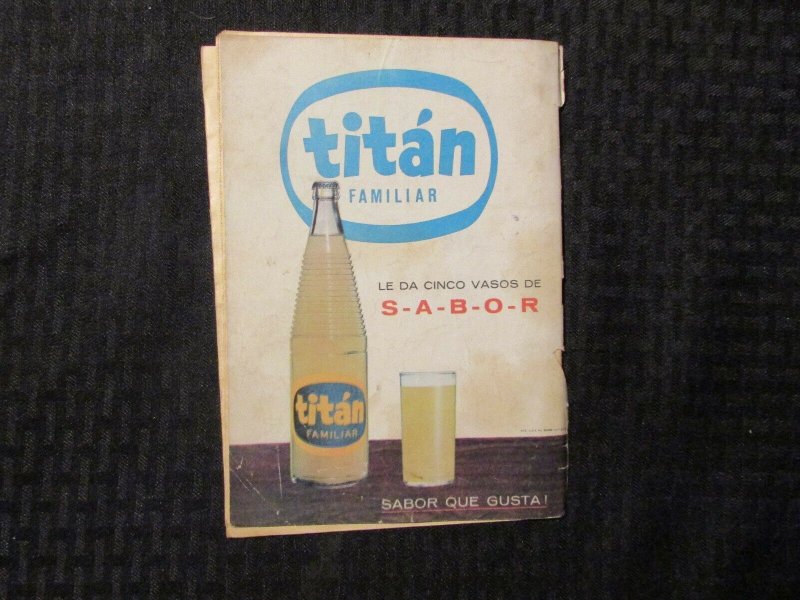 titán
FAMILIAR
LE DA CINCO VASOS DE
S-A-B-O-R
titán
FAMILIAR
SABOR QUE GUSTA!